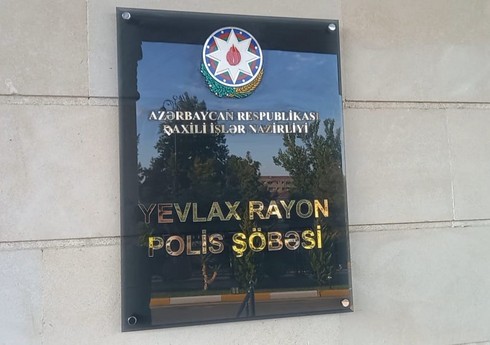 AZƏRBAYCAN RESPUBLİKASI
DAXİLİ İŞLƏR NAZİRLİYİ
YEVLAX RAYON
POLİS ŞÖBƏSİ